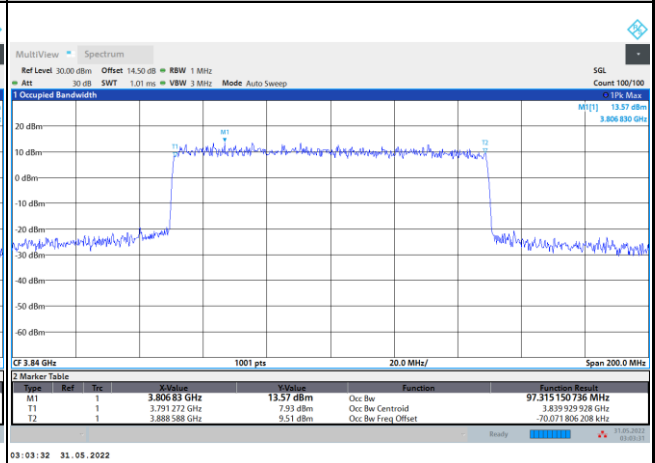 MultiView Spectrum
Ref Level 30.00 dBm Offset 14.50 dB RBW 1 MHz SGL
Att 30 dB SWT 1.01 ms VBW 3 MHz Mode Auto Sweep Count 100/100
1 Occupied Bandwidth 1Pk Max
M1[1] 13.57 dBm
3.806 830 GHz
20 dBm
M1
T1
T2
10 dBm
0 dBm
-10 dBm
-20 dBm
-30 dBm
-40 dBm
-50 dBm
-60 dBm
CF 3.84 GHz 1001 pts 20.0 MHz/ Span 200.0 MHz
2 Marker Table
Type Ref Trc X-Value Y-Value Function Function Result
M1 1 3.806 83 GHz 13.57 dBm Occ Bw 97.315 150 736 MHz
T1 1 3.791 272 GHz 7.93 dBm Occ Bw Centroid 3.839 929 928 GHz
T2 1 3.888 588 GHz 9.51 dBm Occ Bw Freq Offset -70.071 806 208 kHz
Ready 31.05.2022
03:03:31
03:03:32 31.05.2022